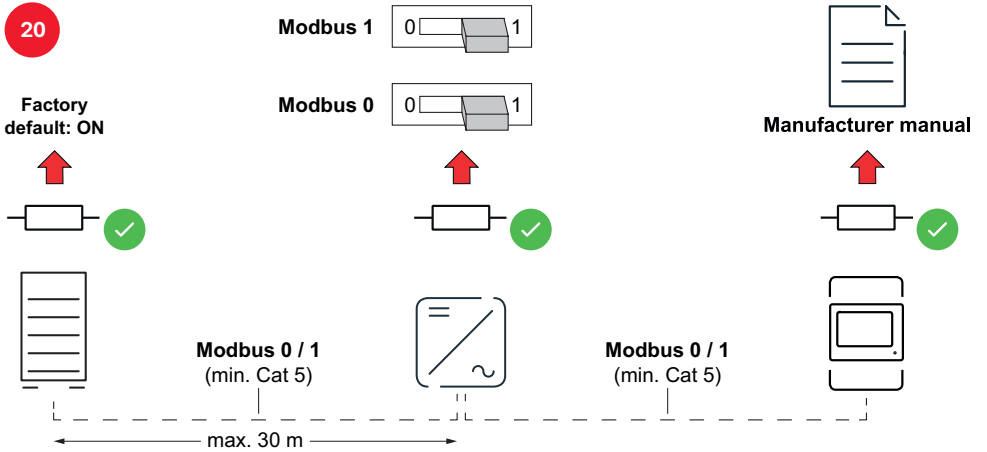 20
Modbus 1
0
1
Modbus 0
0
1
Factory
default: ON
Manufacturer manual
Modbus 0 / 1
(min. Cat 5)
Modbus 0 / 1
(min. Cat 5)
max. 30 m